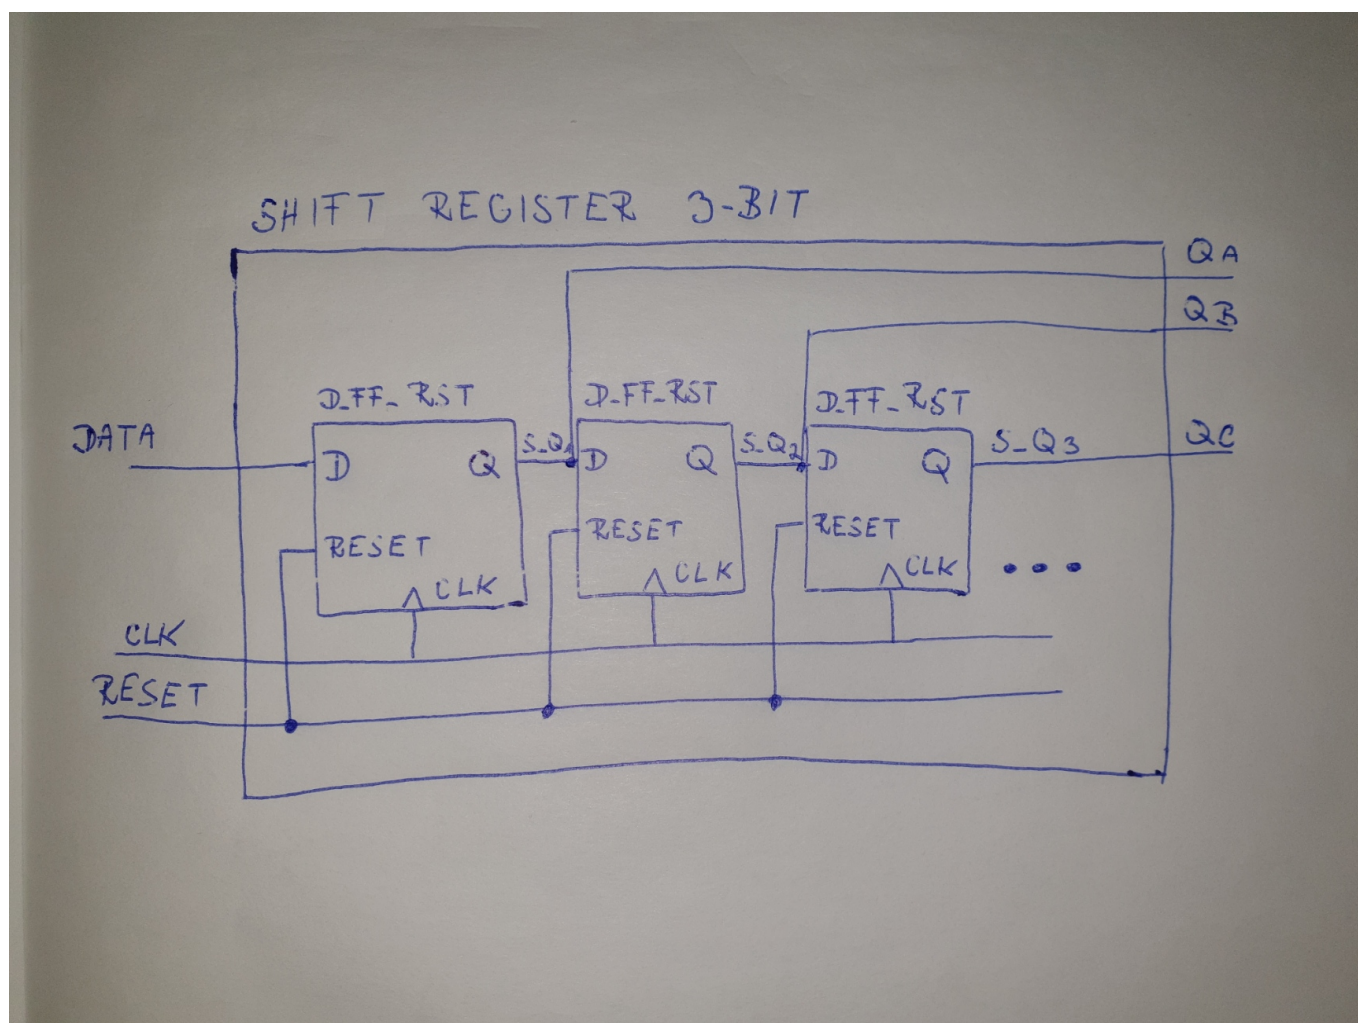 SHIFT REGISTER 3-BIT
QA
QB
D_FF_RST D_FF_RST D_FF_RST
DATA D Q S_Q1 D Q S_Q2 D Q S_Q3 QC
RESET RESET RESET
CLK CLK CLK
CLK
RESET